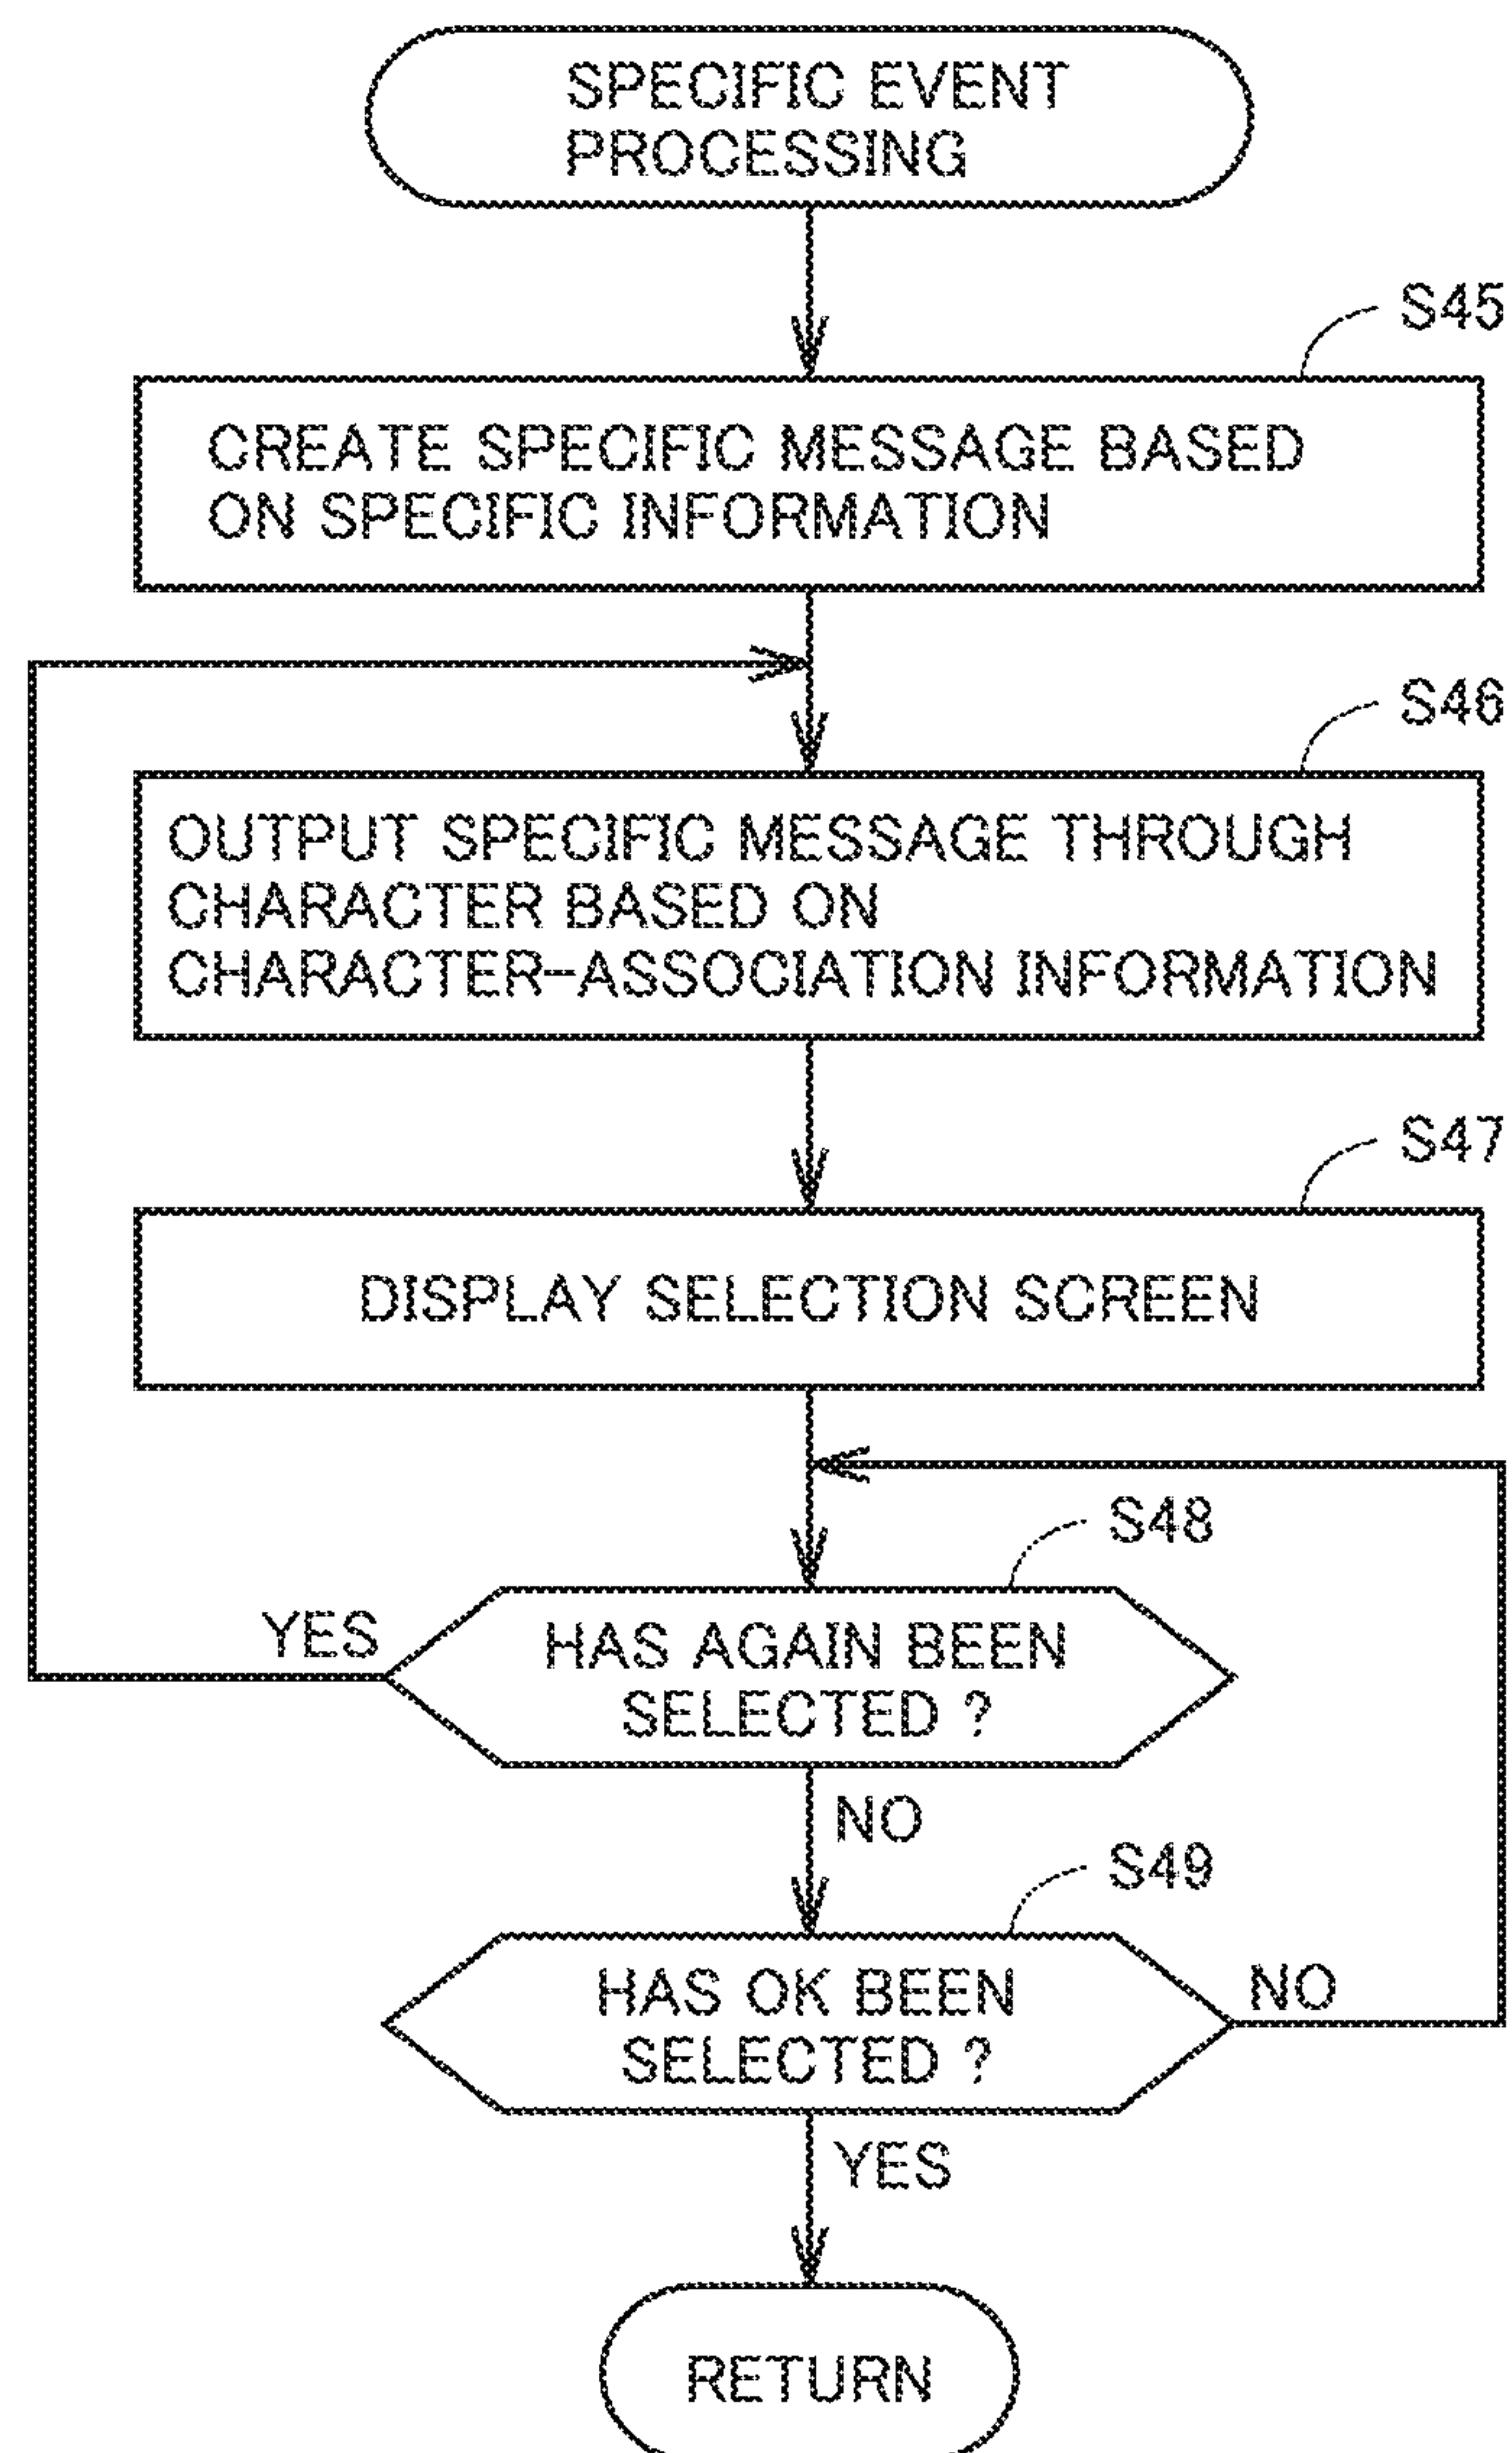 SPECIFIC EVENT
PROCESSING
S45
CREATE SPECIFIC MESSAGE BASED
ON SPECIFIC INFORMATION
S46
OUTPUT SPECIFIC MESSAGE THROUGH
CHARACTER BASED ON
CHARACTER-ASSOCIATION INFORMATION
S47
DISPLAY SELECTION SCREEN
S48
YES
HAS AGAIN BEEN
SELECTED ?
NO
S49
HAS OK BEEN
SELECTED ?
NO
YES
RETURN